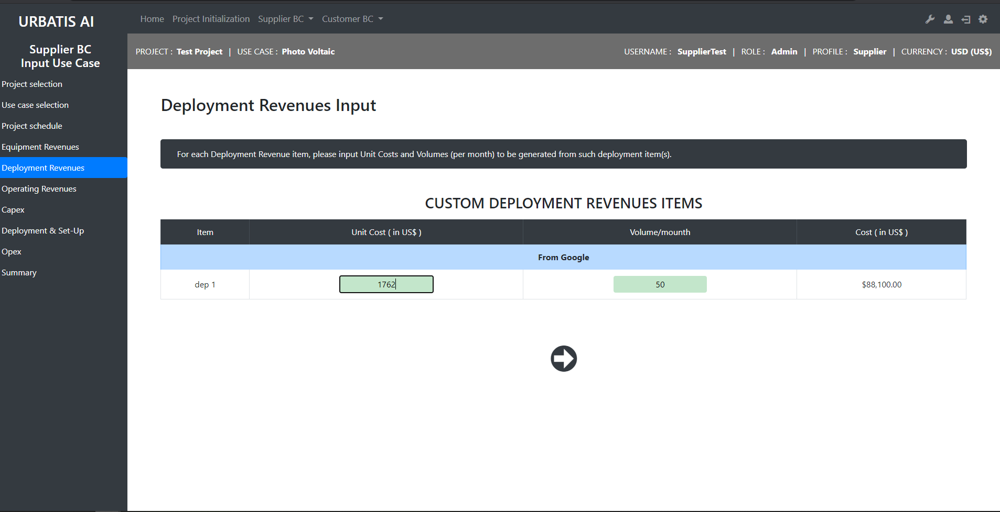 URBATIS AI
Home Project Initialization Supplier BC Customer BC
Supplier BC
Input Use Case
PROJECT : Test Project | USE CASE : Photo Voltaic
USERNAME : SupplierTest | ROLE : Admin | PROFILE : Supplier | CURRENCY : USD (US$)
Project selection
Use case selection
Project schedule
Equipment Revenues
Deployment Revenues
Operating Revenues
Capex
Deployment & Set-Up
Opex
Summary
Deployment Revenues Input
For each Deployment Revenue item, please input Unit Costs and Volumes (per month) to be generated from such deployment item(s).
CUSTOM DEPLOYMENT REVENUES ITEMS
Item Unit Cost ( in US$ ) Volume/mounth Cost ( in US$ )
From Google
dep 1 1762 50 $88,100.00